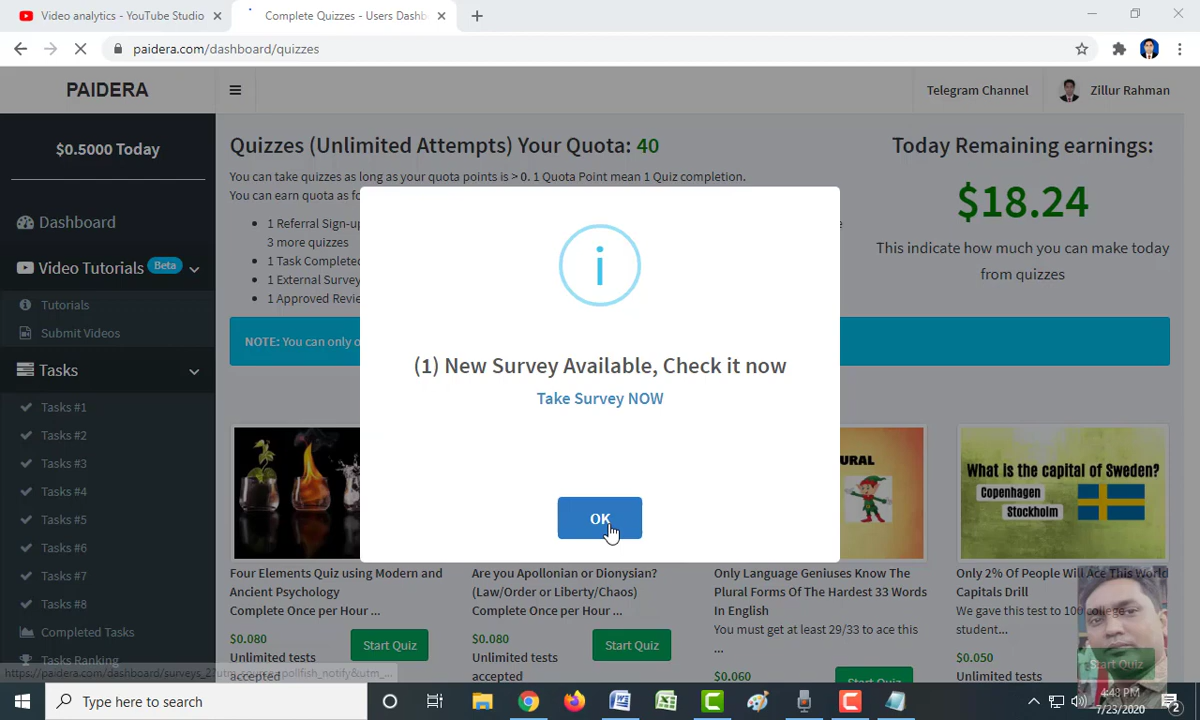 Video analytics - YouTube Studio
Complete Quizzes - Users Dashb
paidera.com/dashboard/quizzes
PAIDERA
Telegram Channel
Zillur Rahman
$0.5000 Today
Dashboard
Video Tutorials Beta
Tutorials
Submit Videos
Tasks
Tasks #1
Tasks #2
Tasks #3
Tasks #4
Tasks #5
Tasks #6
Tasks #7
Tasks #8
Completed Tasks
Tasks Ranking
Quizzes (Unlimited Attempts) Your Quota: 40
You can take quizzes as long as your quota points is > 0. 1 Quota Point mean 1 Quiz completion.
You can earn quota as fo
1 Referral Sign-up
3 more quizzes
1 Task Completed
1 External Survey
1 Approved Revie
NOTE: You can only o
Today Remaining earnings:
$18.24
This indicate how much you can make today
from quizzes
i
(1) New Survey Available, Check it now
Take Survey NOW
OK
URAL
What is the capital of Sweden?
Copenhagen
Stockholm
Four Elements Quiz using Modern and
Ancient Psychology
Complete Once per Hour ...
$0.080
Unlimited tests
accepted
Start Quiz
Are you Apollonian or Dionysian?
(Law/Order or Liberty/Chaos)
Complete Once per Hour ...
$0.080
Unlimited tests
accepted
Start Quiz
Only Language Geniuses Know The
Plural Forms Of The Hardest 33 Words
In English
You must get at least 29/33 to ace this
...
$0.060
Start Quiz
Only 2% Of People Will Ace This World
Capitals Drill
We gave this test to 100 college
student...
$0.050
Start Quiz
Type here to search
4:43 PM
7/23/2020
2